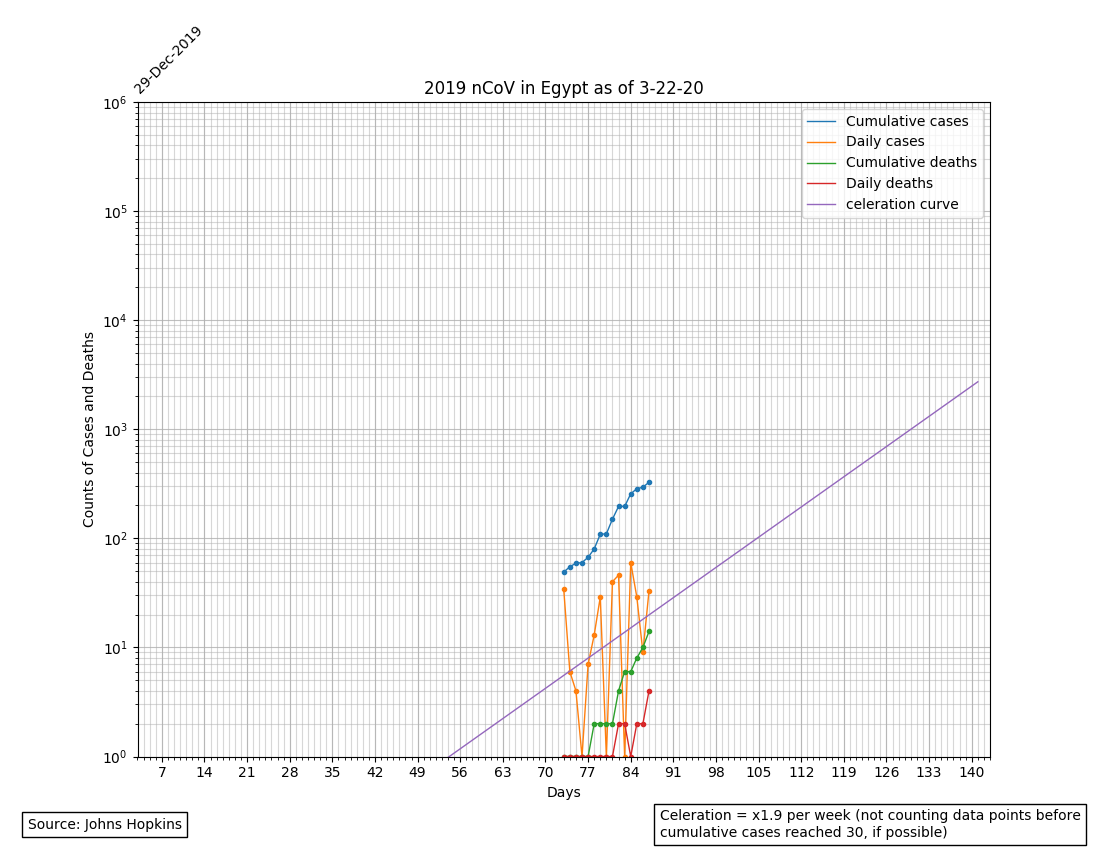 29-Dec-2019
2019 nCoV in Egypt as of 3-22-20
10^6
10^5
10^4
10^3
10^2
10^1
10^0
Counts of Cases and Deaths
Cumulative cases
Daily cases
Cumulative deaths
Daily deaths
celeration curve
7 14 21 28 35 42 49 56 63 70 77 84 91 98 105 112 119 126 133 140
Days
Source: Johns Hopkins
Celeration = x1.9 per week (not counting data points before
cumulative cases reached 30, if possible)